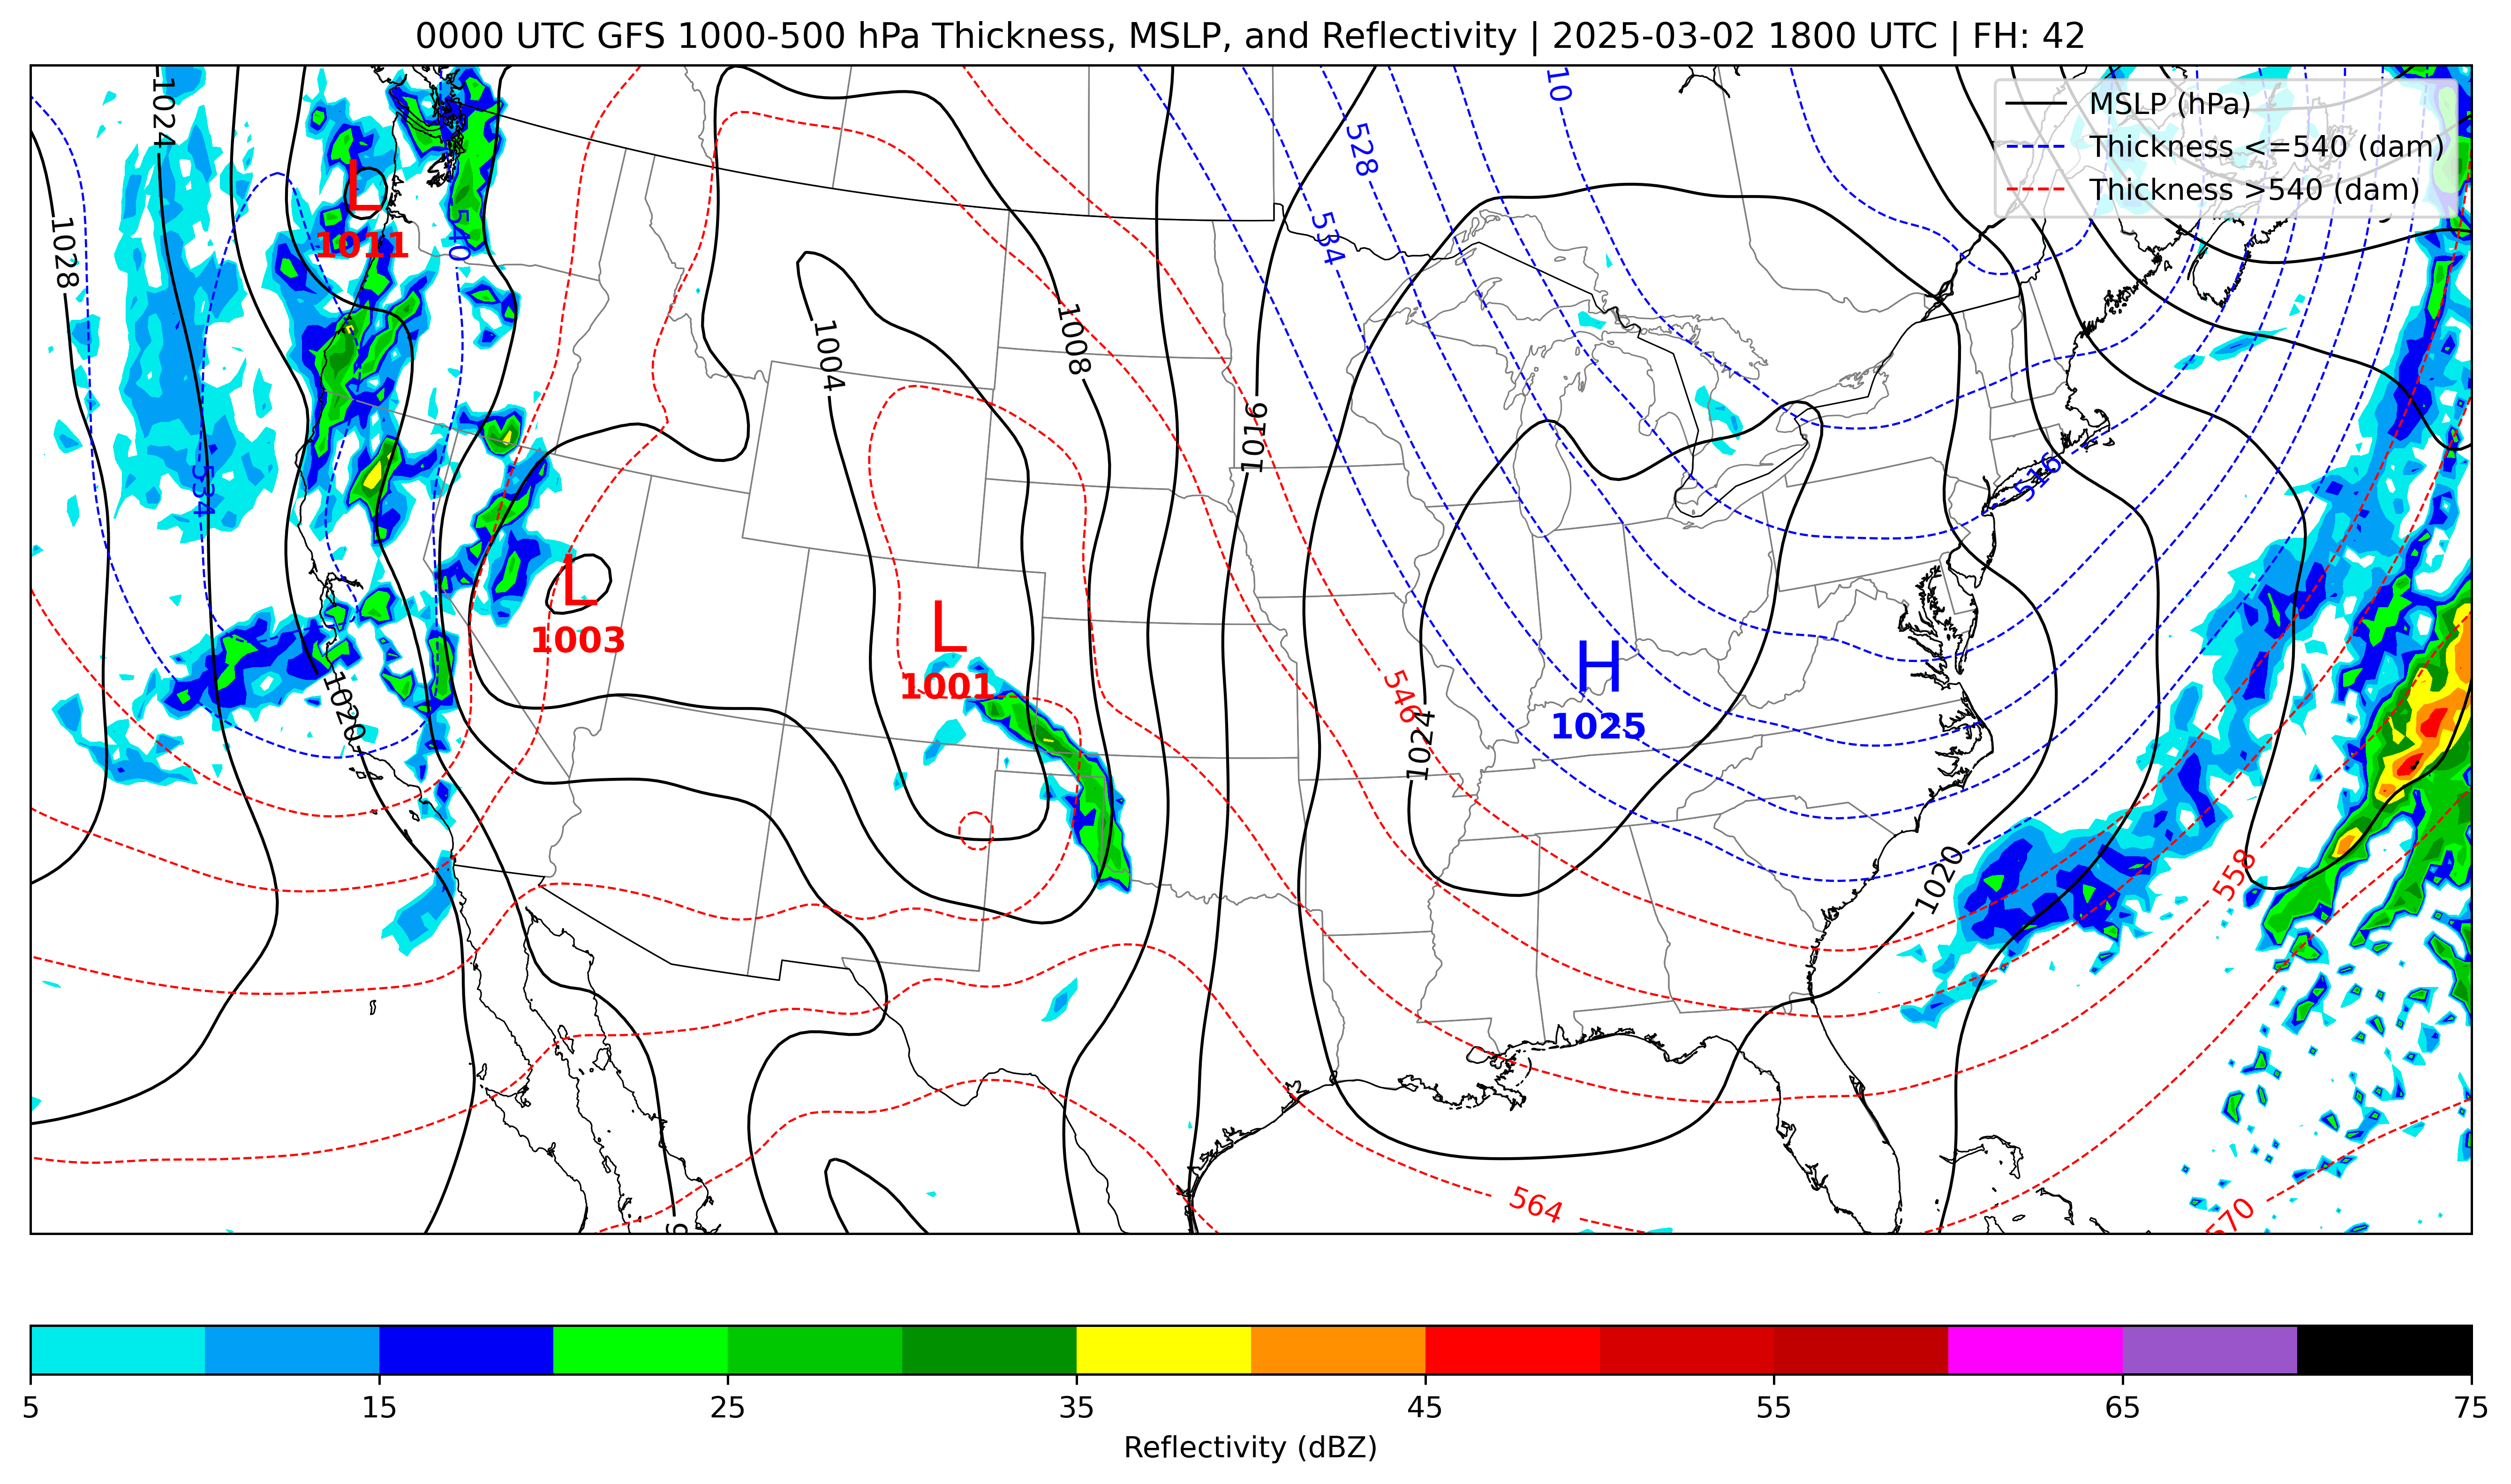 0000 UTC GFS 1000-500 hPa Thickness, MSLP, and Reflectivity | 2025-03-02 1800 UTC | FH: 42
MSLP (hPa)
Thickness <=540 (dam)
Thickness >540 (dam)
1024
10
528
L
1011
540
534
1028
1004
1008
1016
534
516
L
1003
L
1001
H
1025
546
1024
1020
1020
558
564
570
5 15 25 35 45 55 65 75
Reflectivity (dBZ)